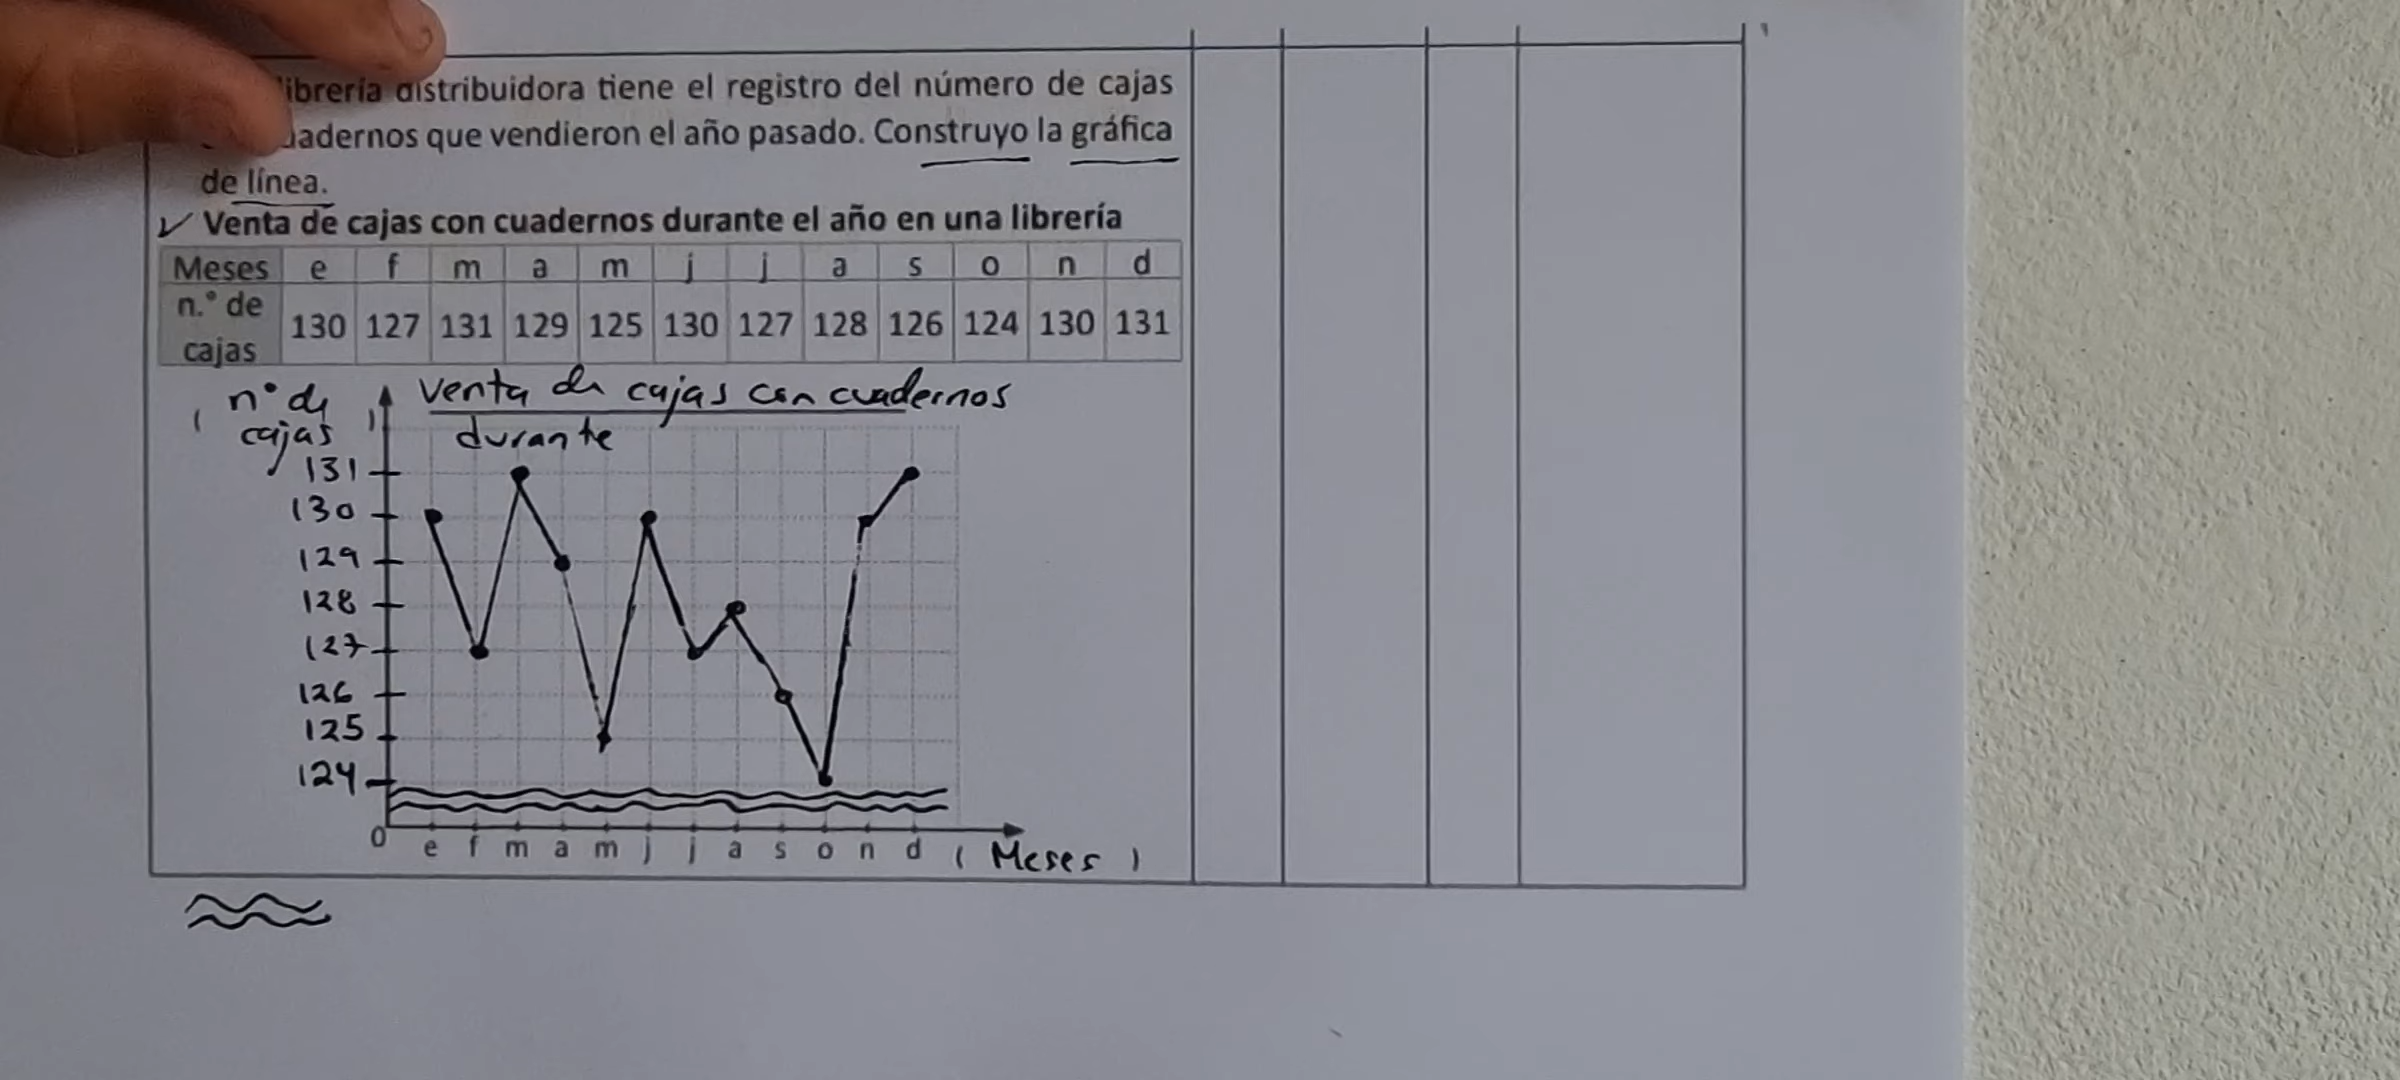 distribuidora tiene el registro del número de cajas
que vendieron el año pasado. Construyo la gráfica
de línea.
Venta de cajas con cuadernos durante el año en una librería
Meses e f m a m j j a s o n d
n.° de cajas 130 127 131 129 125 130 127 128 126 124 130 131
n° de cajas
Venta de cajas con cuadernos
durante
131
130
129
128
127
126
125
124
0
e f m a m j j a s o n d (Meses)